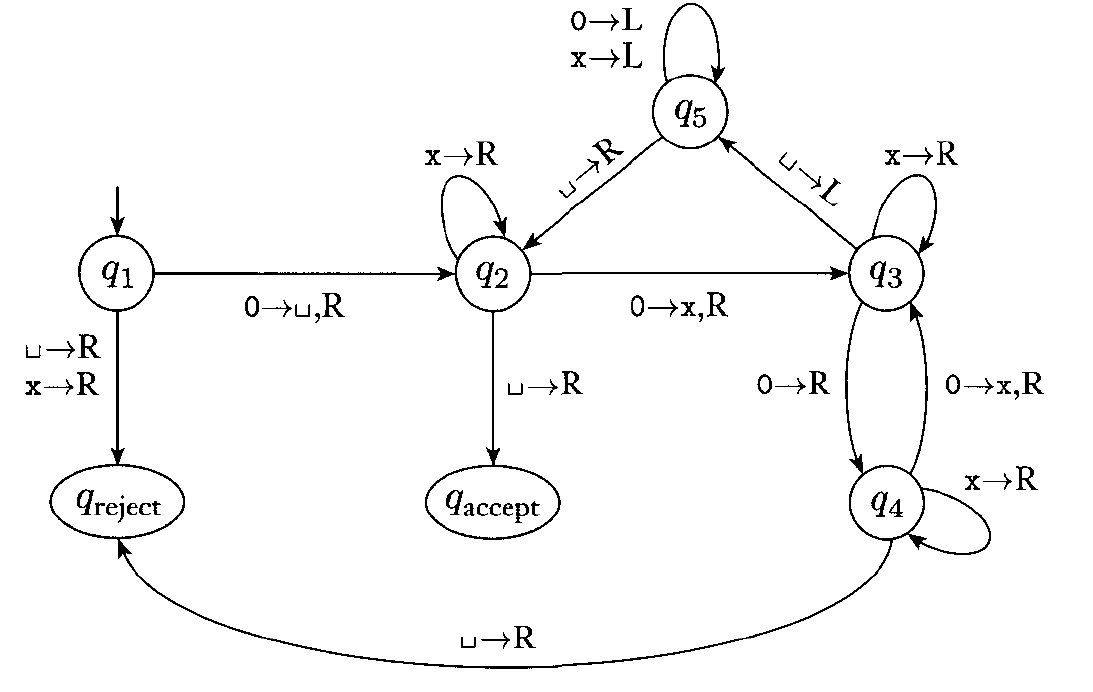 0→L
x→L
q5
x→R
␣→R
␣→L
x→R
q1
q2
q3
0→␣,R
0→x,R
␣→R
x→R
␣→R
0→R
0→x,R
qreject
qaccept
q4
x→R
␣→R